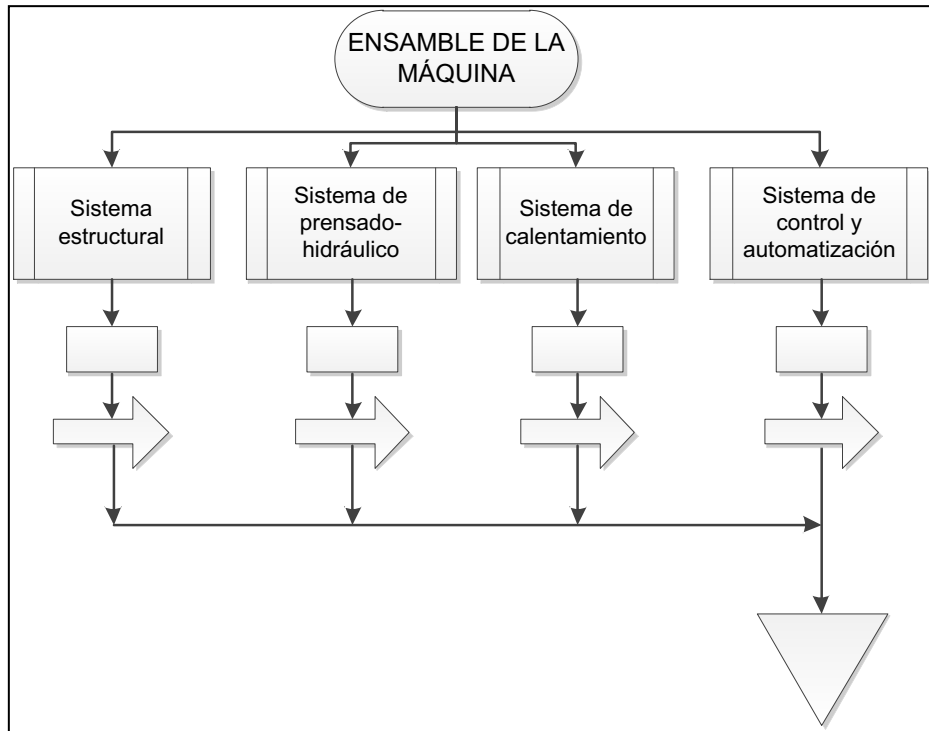 ENSAMBLE DE LA
MÁQUINA
Sistema
estructural
Sistema de
prensado-
hidráulico
Sistema de
calentamiento
Sistema de
control y
automatización